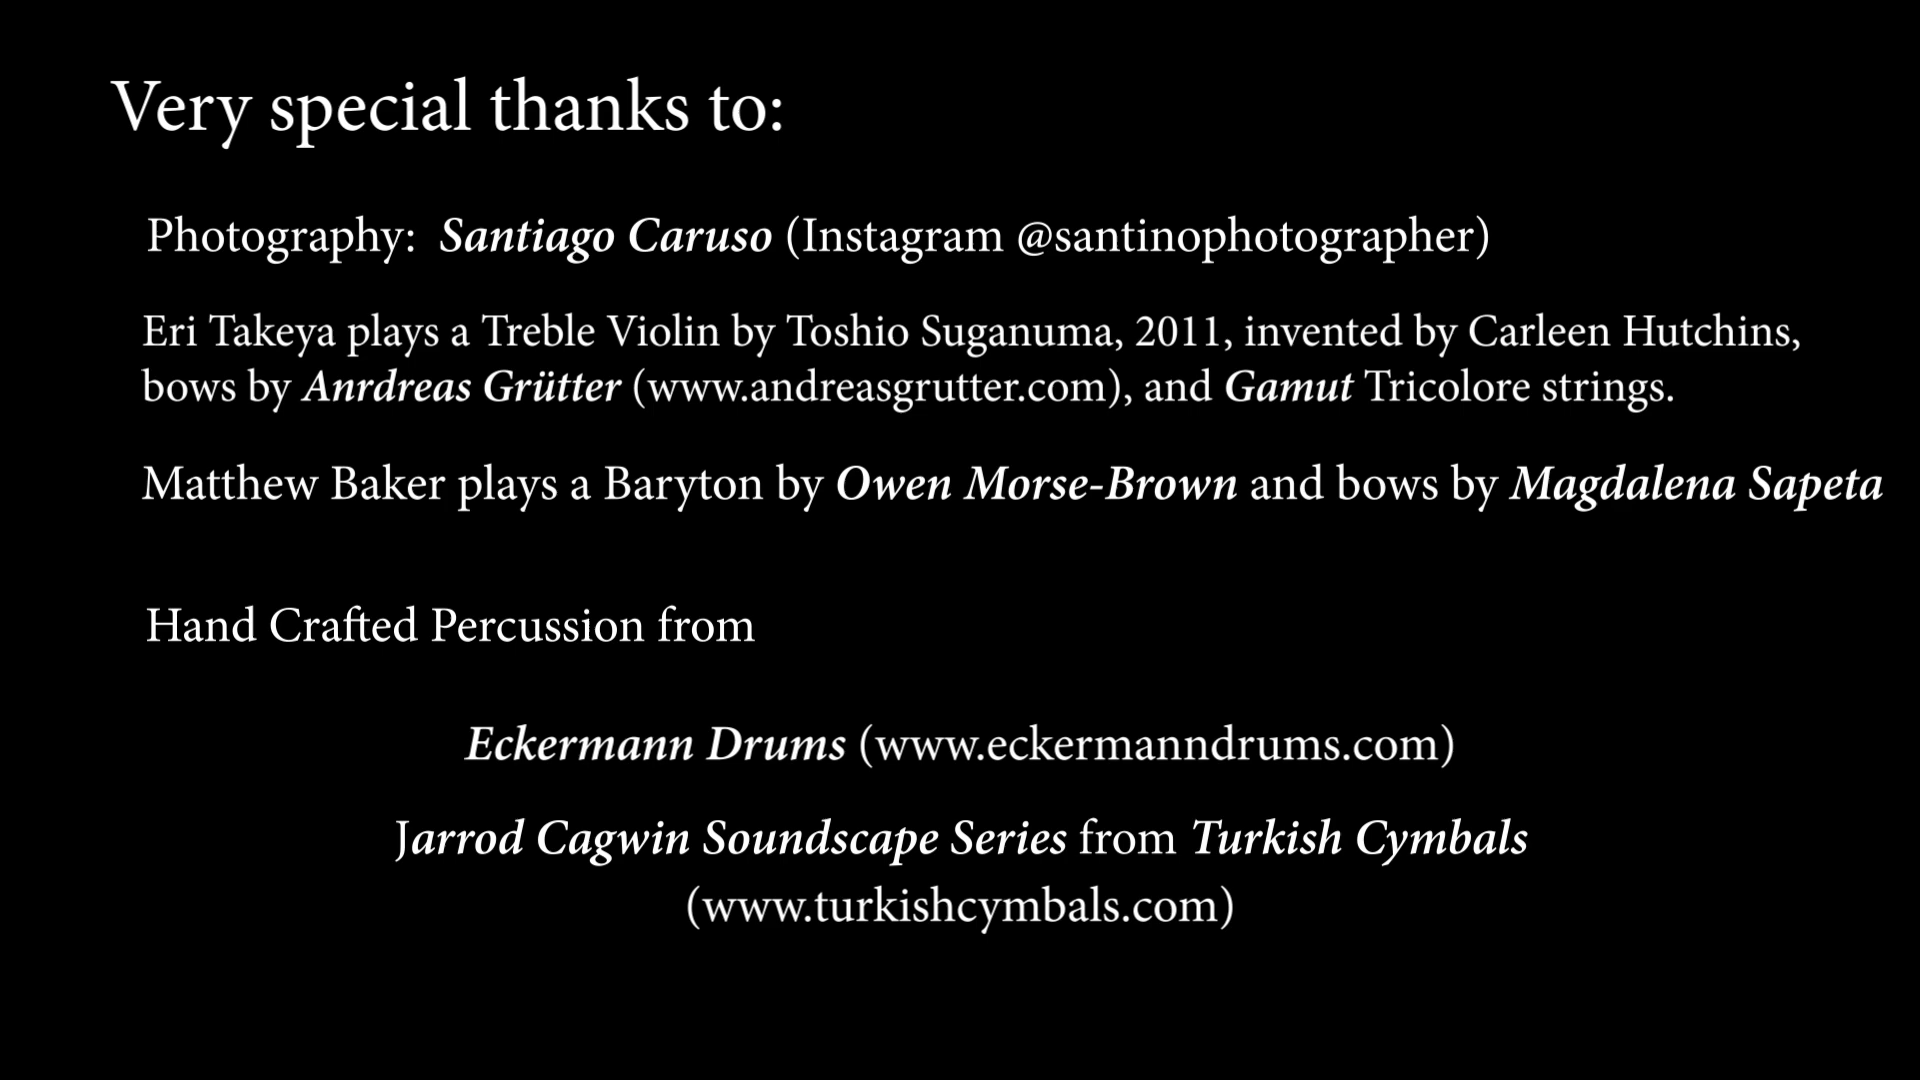 Very special thanks to:
Photography: Santiago Caruso (Instagram @santinophotographer)
Eri Takeya plays a Treble Violin by Toshio Suganuma, 2011, invented by Carleen Hutchins,
bows by Anrdreas Grütter (www.andreasgrutter.com), and Gamut Tricolore strings.
Matthew Baker plays a Baryton by Owen Morse-Brown and bows by Magdalena Sapeta
Hand Crafted Percussion from
Eckermann Drums (www.eckermanndrums.com)
Jarrod Cagwin Soundscape Series from Turkish Cymbals
(www.turkishcymbals.com)